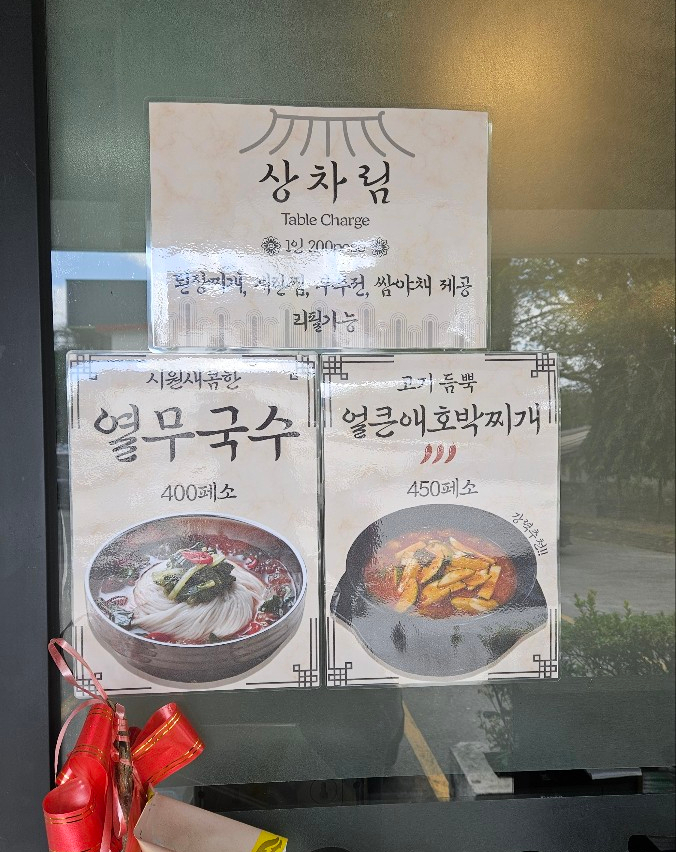 상차림
Table Charge
1인 200peso
된장찌개, 계란찜, 부추전, 쌈야채 제공
리필가능
시원새콤한
열무국수
400페소
고기 듬뿍
얼큰애호박찌개
450페소
강력추천!!